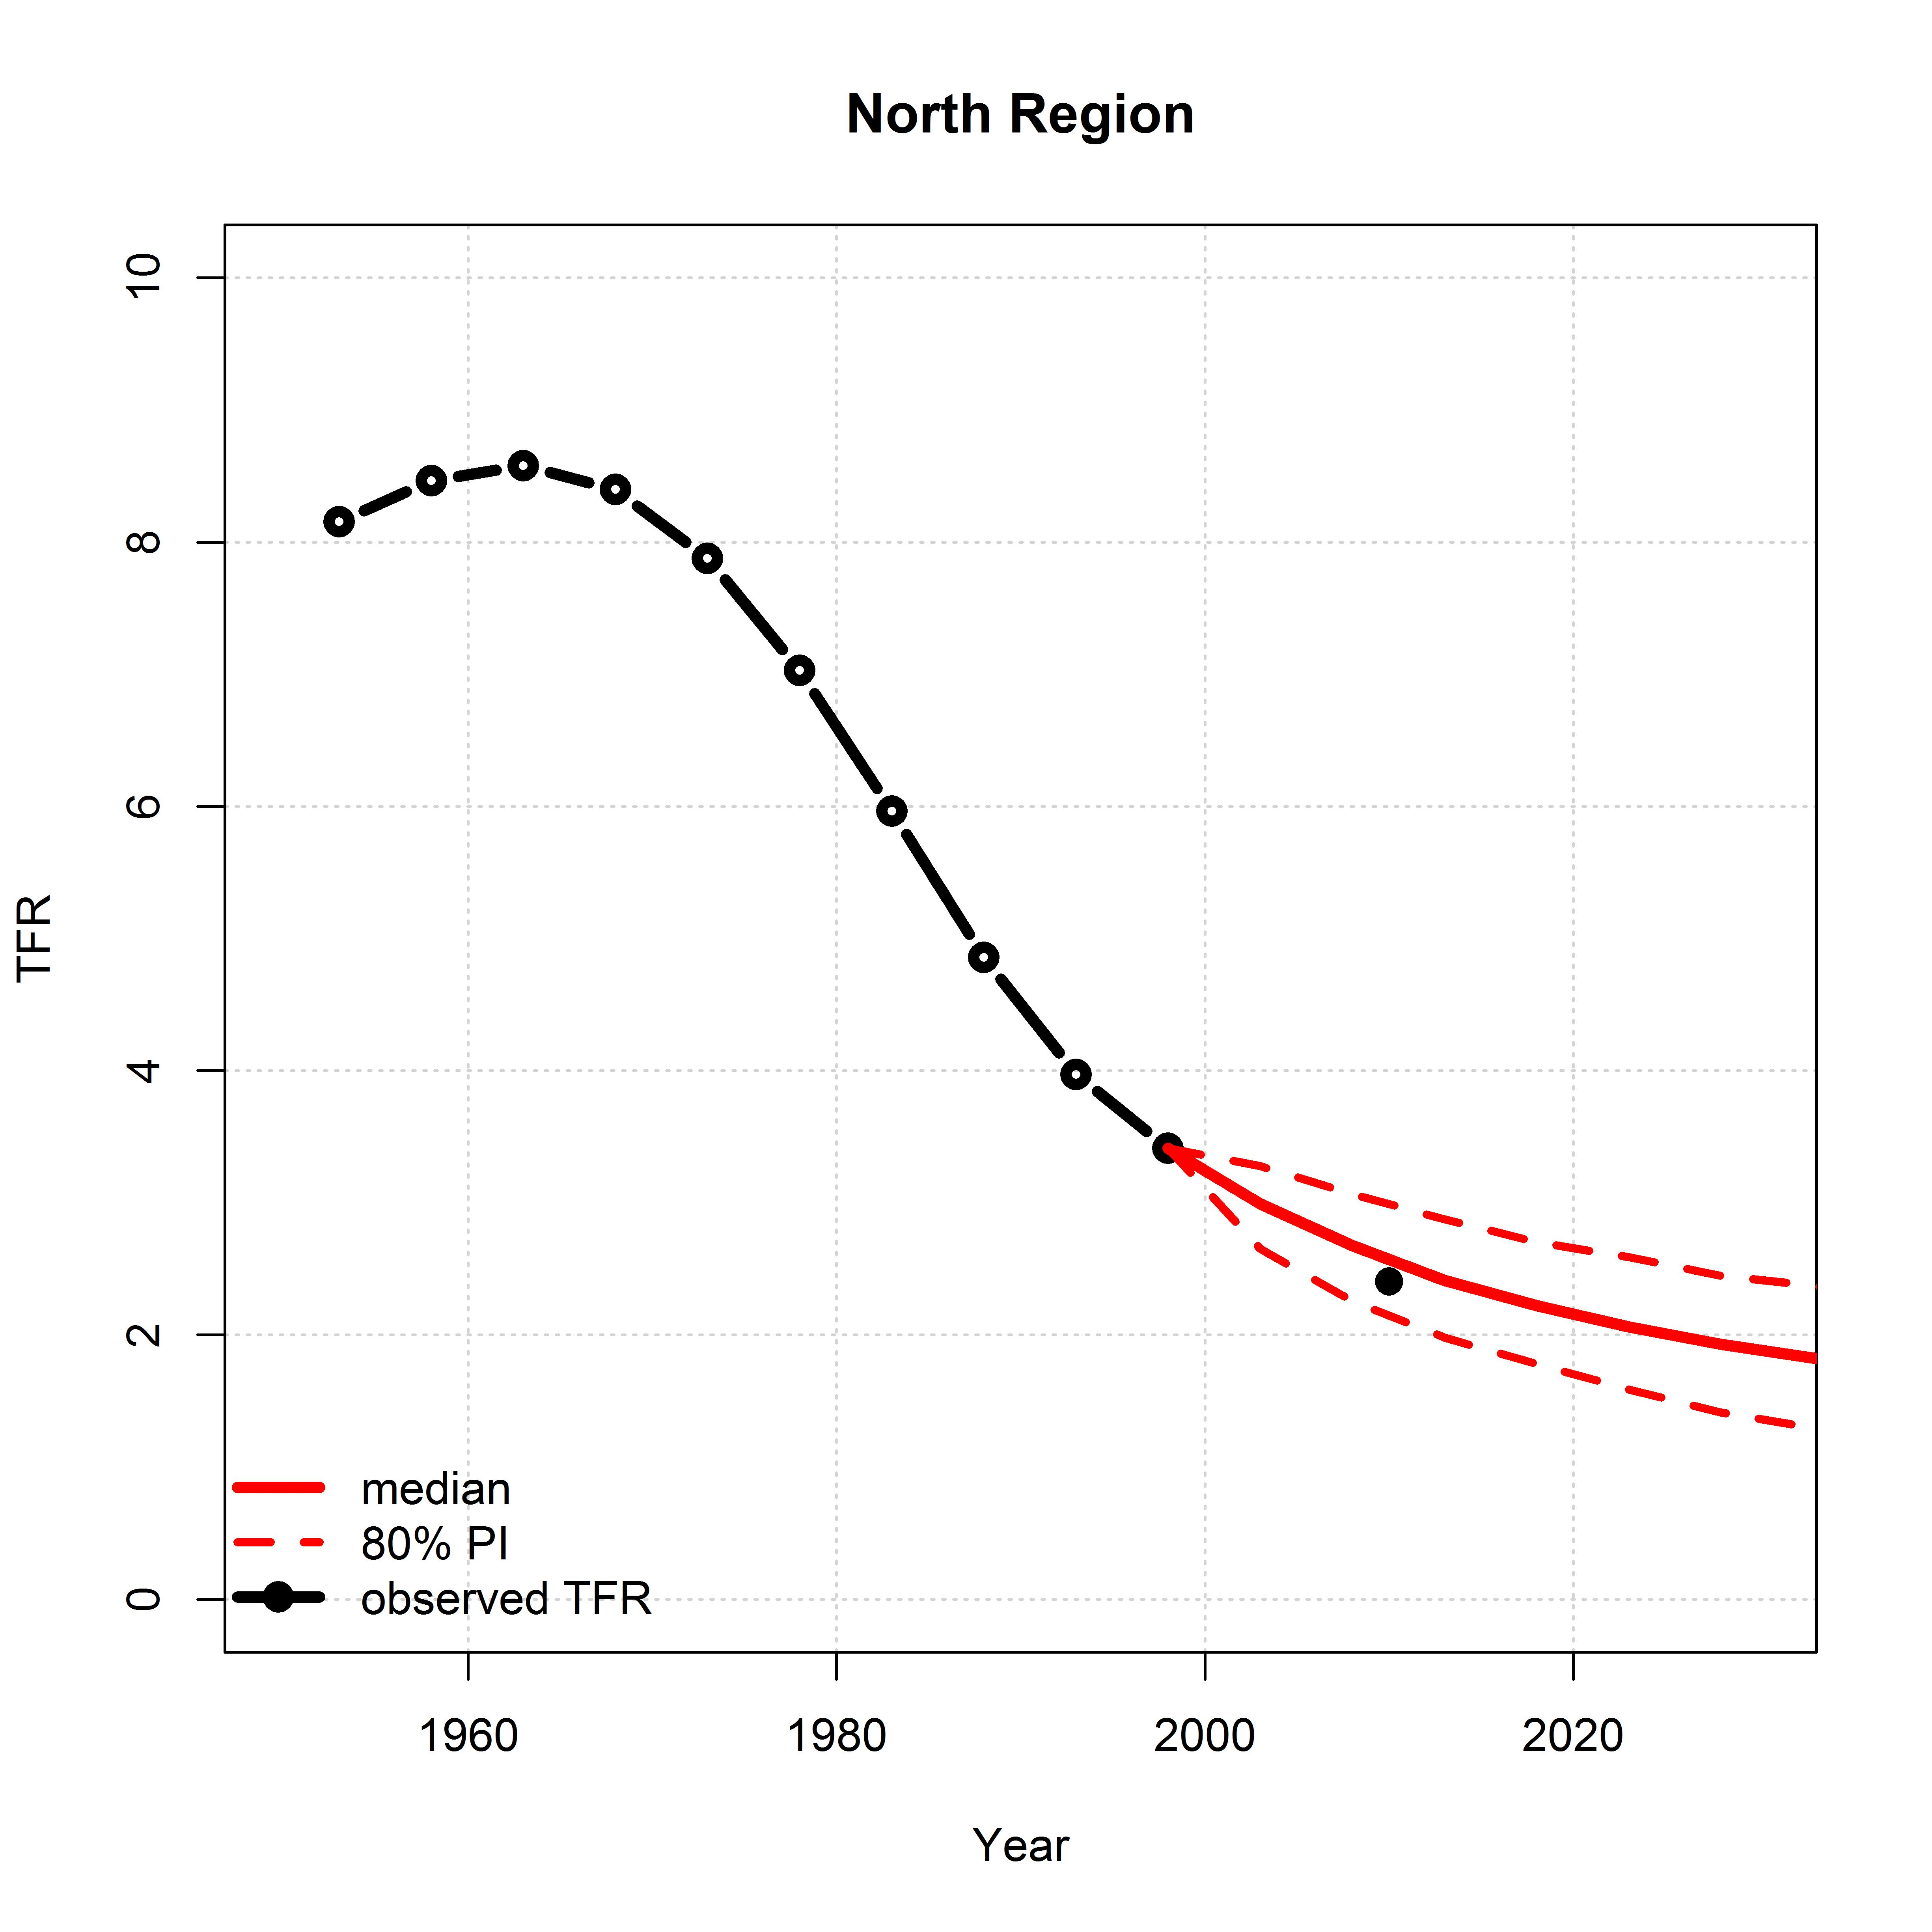 North Region
10
8
6
4
2
0
TFR
median
80% PI
observed TFR
1960 1980 2000 2020
Year